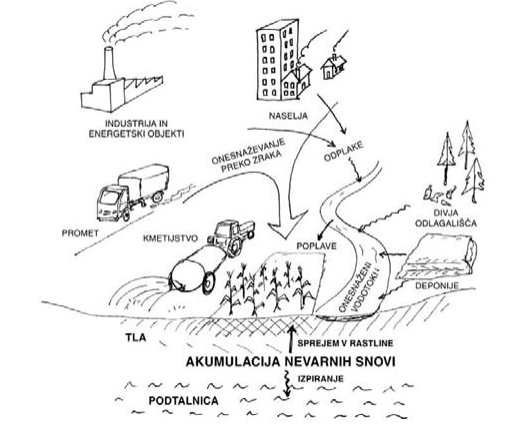 INDUSTRIJA IN
ENERGETSKI OBJEKTI
NASELJA
ONESNAŽEVANJE
PREKO ZRAKA
ODPLAKE
PROMET
KMETIJSTVO
POPLAVE
DIVJA
ODLAGALIŠČA
ONESNAŽENI
VODOTOKI
DEPONIJE
TLA
SPREJEM V RASTLINE
AKUMULACIJA NEVARNIH SNOVI
IZPIRANJE
PODTALNICA